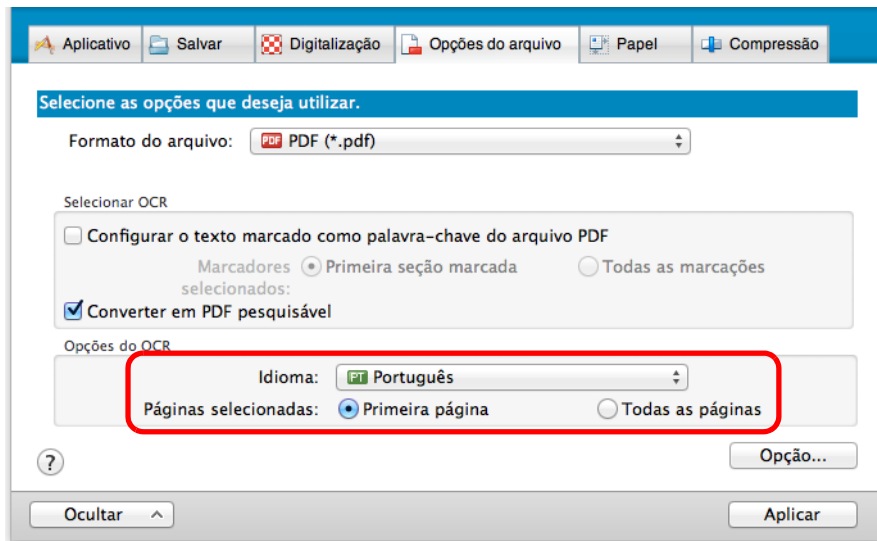 Aplicativo Salvar Digitalização Opções do arquivo Papel Compressão
Selecione as opções que deseja utilizar.
Formato do arquivo: PDF PDF (*.pdf)
Selecionar OCR
Configurar o texto marcado como palavra-chave do arquivo PDF
Marcadores Primeira seção marcada Todas as marcações
selecionados:
Converter em PDF pesquisável
Opções do OCR
Idioma: PT Português
Páginas selecionadas: Primeira página Todas as páginas
? Opção...
Ocultar Aplicar